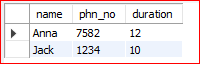 name phn_no duration
Anna 7582 12
Jack 1234 10